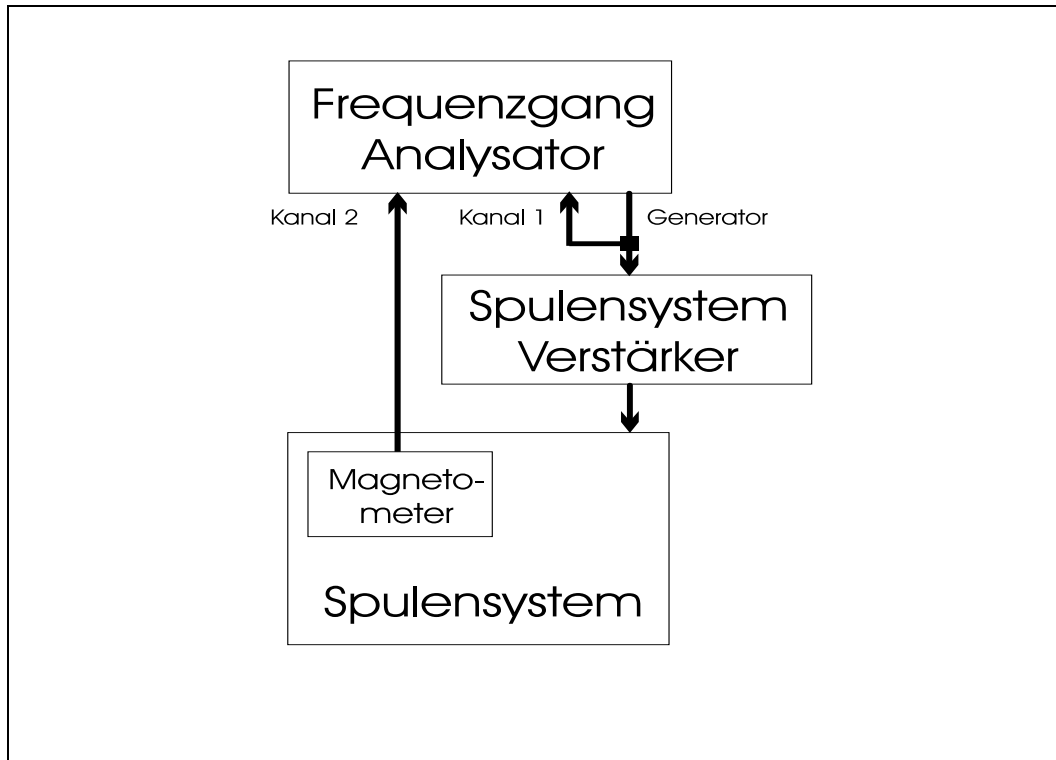 Frequenzgang
Analysator
Kanal 2
Kanal 1
Generator
Spulensystem
Verstärker
Magneto-
meter
Spulensystem